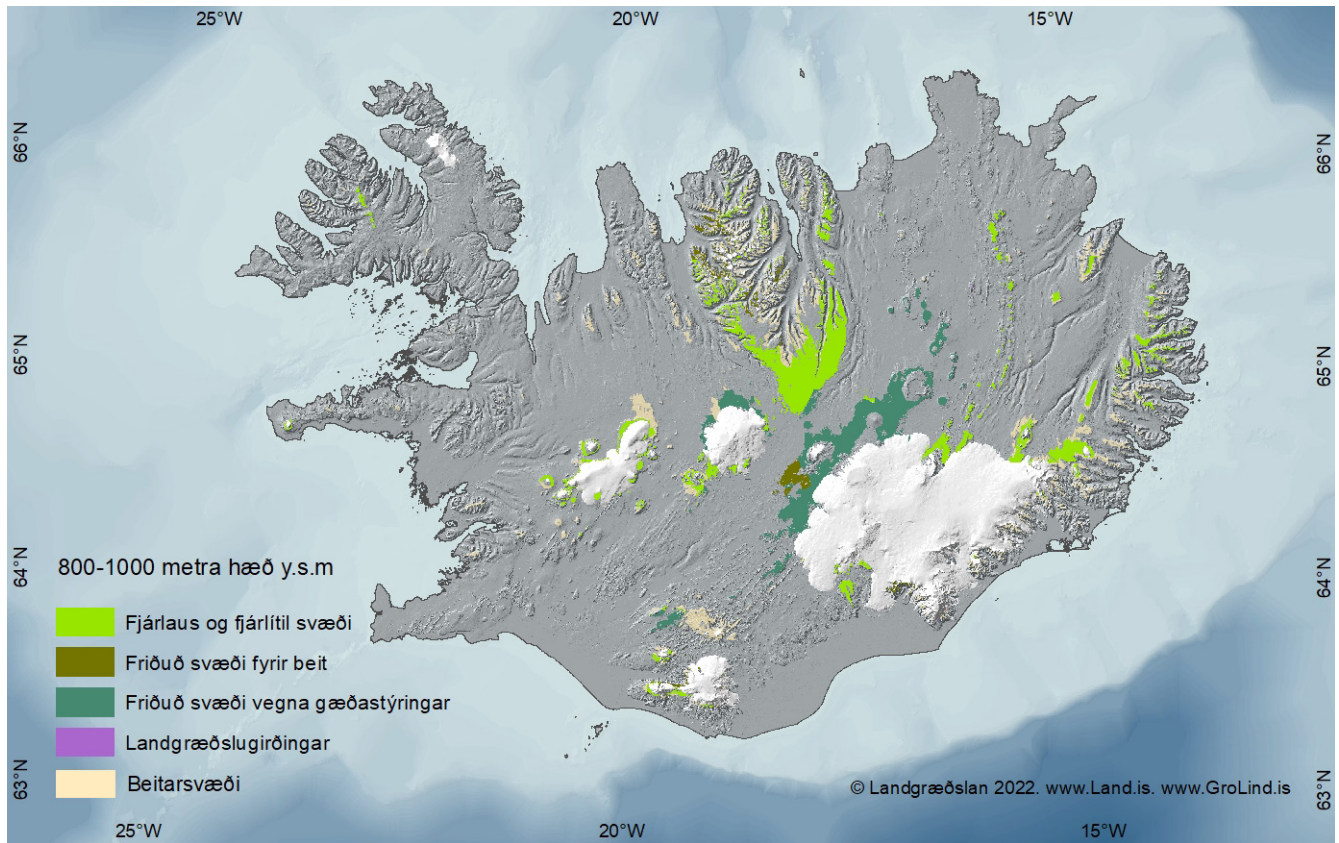 25°W 20°W 15°W
66°N 66°N
65°N 65°N
64°N 64°N
63°N 63°N
800-1000 metra hæð y.s.m
Fjárlaus og fjárlítil svæði
Friðuð svæði fyrir beit
Friðuð svæði vegna gæðastýringar
Landgræðslugirðingar
Beitarsvæði
© Landgræðslan 2022. www.Land.is. www.GroLind.is
25°W 20°W 15°W